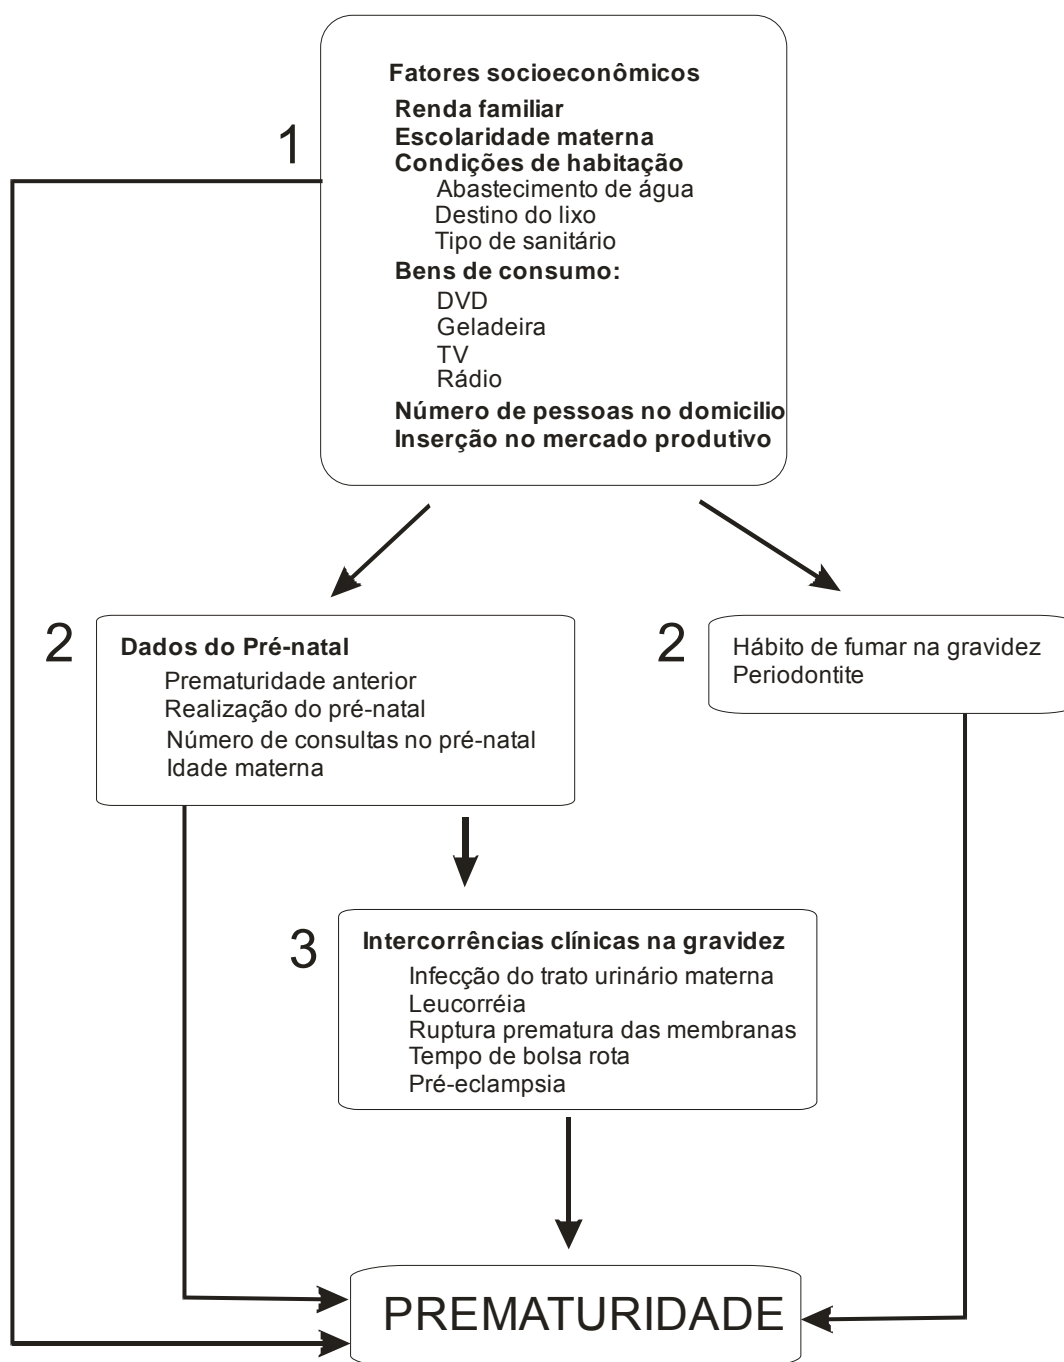 Fatores socioeconômicos
Renda familiar
1
Escolaridade materna
Condições de habitação
Abastecimento de água
Destino do lixo
Tipo de sanitário
Bens de consumo:
DVD
Geladeira
TV
Rádio
Número de pessoas no domicilio
Inserção no mercado produtivo
2
Dados do Pré-natal
Prematuridade anterior
Realização do pré-natal
Número de consultas no pré-natal
Idade materna
2
Hábito de fumar na gravidez
Periodontite
3
Intercorrências clínicas na gravidez
Infecção do trato urinário materna
Leucorréia
Ruptura prematura das membranas
Tempo de bolsa rota
Pré-eclampsia
PREMATURIDADE